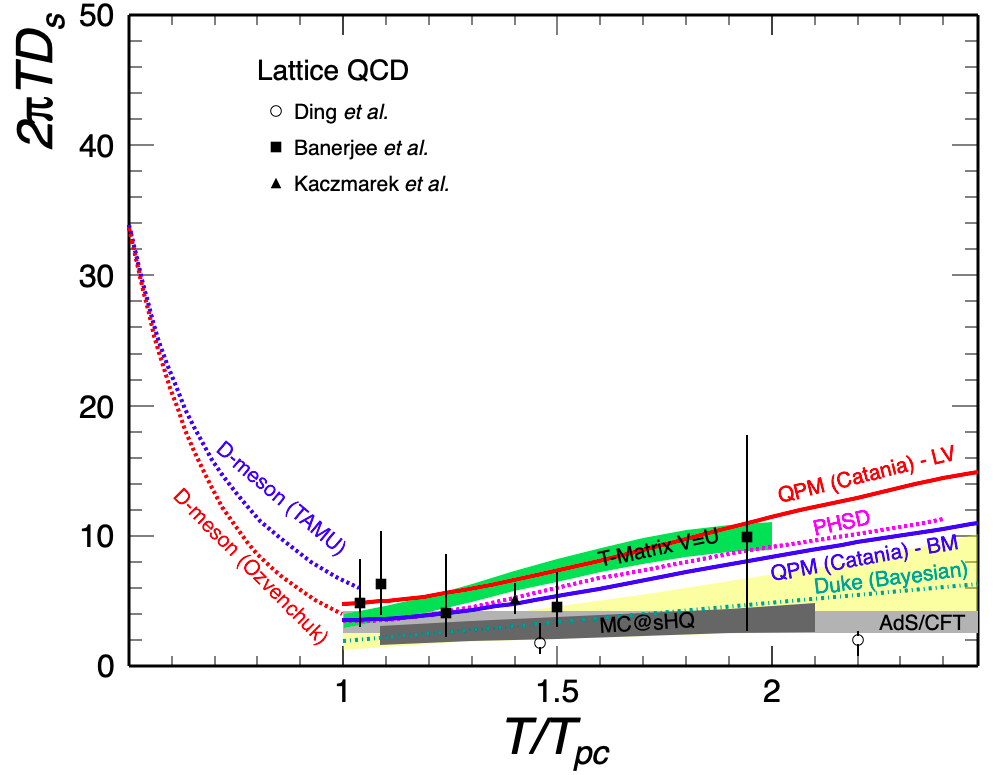 50
40
30
20
10
0
2πTDs
Lattice QCD
Ding et al.
Banerjee et al.
Kaczmarek et al.
D-meson (TAMU)
D-meson (Ozvenchuk)
QPM (Catania) - LV
T-Matrix V=U
PHSD
QPM (Catania) - BM
Duke (Bayesian)
MC@sHQ
AdS/CFT
1
1.5
2
T/Tpc